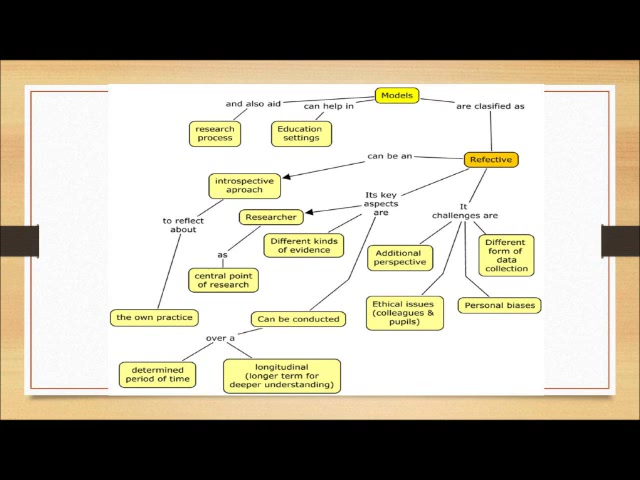 Models
and also aid
can help in
are clasified as
research
process
Education
settings
can be an
Refective
introspective
aproach
Its key
aspects
are
It
challenges are
to reflect
about
Researcher
Different kinds
of evidence
Additional
perspective
Different
form of
data
collection
as
central point
of research
the own practice
Can be conducted
Ethical issues
(colleagues &
pupils)
Personal biases
over a
determined
period of time
longitudinal
(longer term for
deeper understanding)